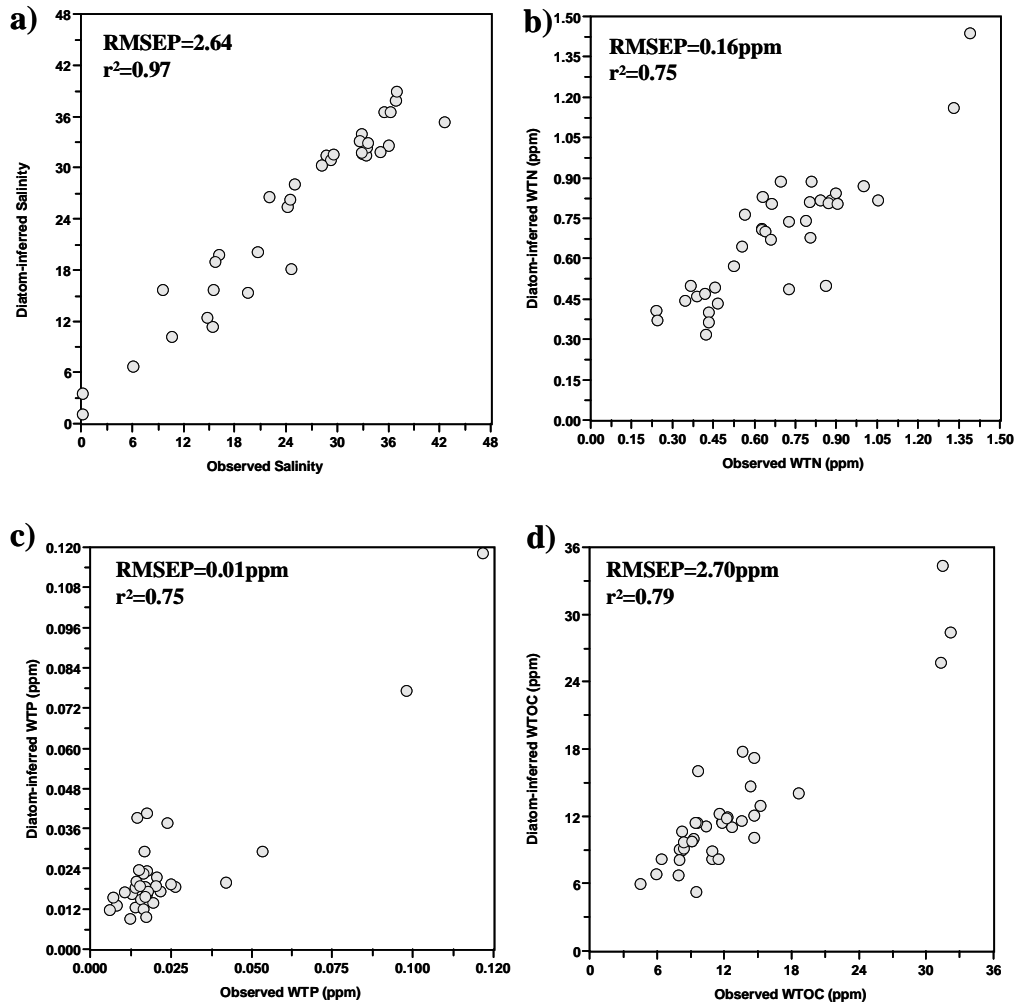 a)
RMSEP=2.64
r²=0.97
48
42
36
30
24
18
12
6
0
Diatom-inferred Salinity
0 6 12 18 24 30 36 42 48
Observed Salinity
b)
RMSEP=0.16ppm
r²=0.75
1.50
1.35
1.20
1.05
0.90
0.75
0.60
0.45
0.30
0.15
0.00
Diatom-inferred WTN (ppm)
0.00 0.15 0.30 0.45 0.60 0.75 0.90 1.05 1.20 1.35 1.50
Observed WTN (ppm)
c)
RMSEP=0.01ppm
r²=0.75
0.120
0.108
0.096
0.084
0.072
0.060
0.048
0.036
0.024
0.012
0.000
Diatom-inferred WTP (ppm)
0.000 0.025 0.050 0.075 0.100 0.120
Observed WTP (ppm)
d)
RMSEP=2.70ppm
r²=0.79
36
30
24
18
12
6
0
Diatom-inferred WTOC (ppm)
0 6 12 18 24 30 36
Observed WTOC (ppm)